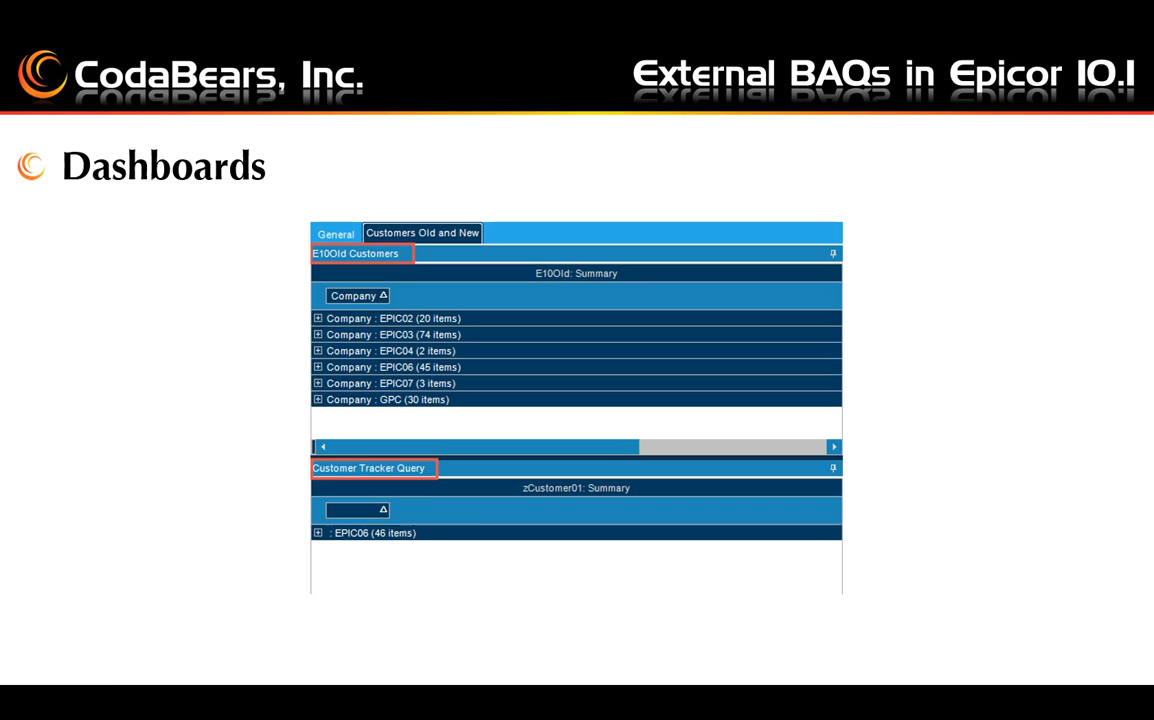 CodaBears, Inc.
External BAQs in Epicor 10.1
Dashboards
General
Customers Old and New
E10Old Customers
E10Old: Summary
Company
Company : EPIC02 (20 items)
Company : EPIC03 (74 items)
Company : EPIC04 (2 items)
Company : EPIC06 (45 items)
Company : EPIC07 (3 items)
Company : GPC (30 items)
Customer Tracker Query
zCustomer01: Summary
: EPIC06 (46 items)